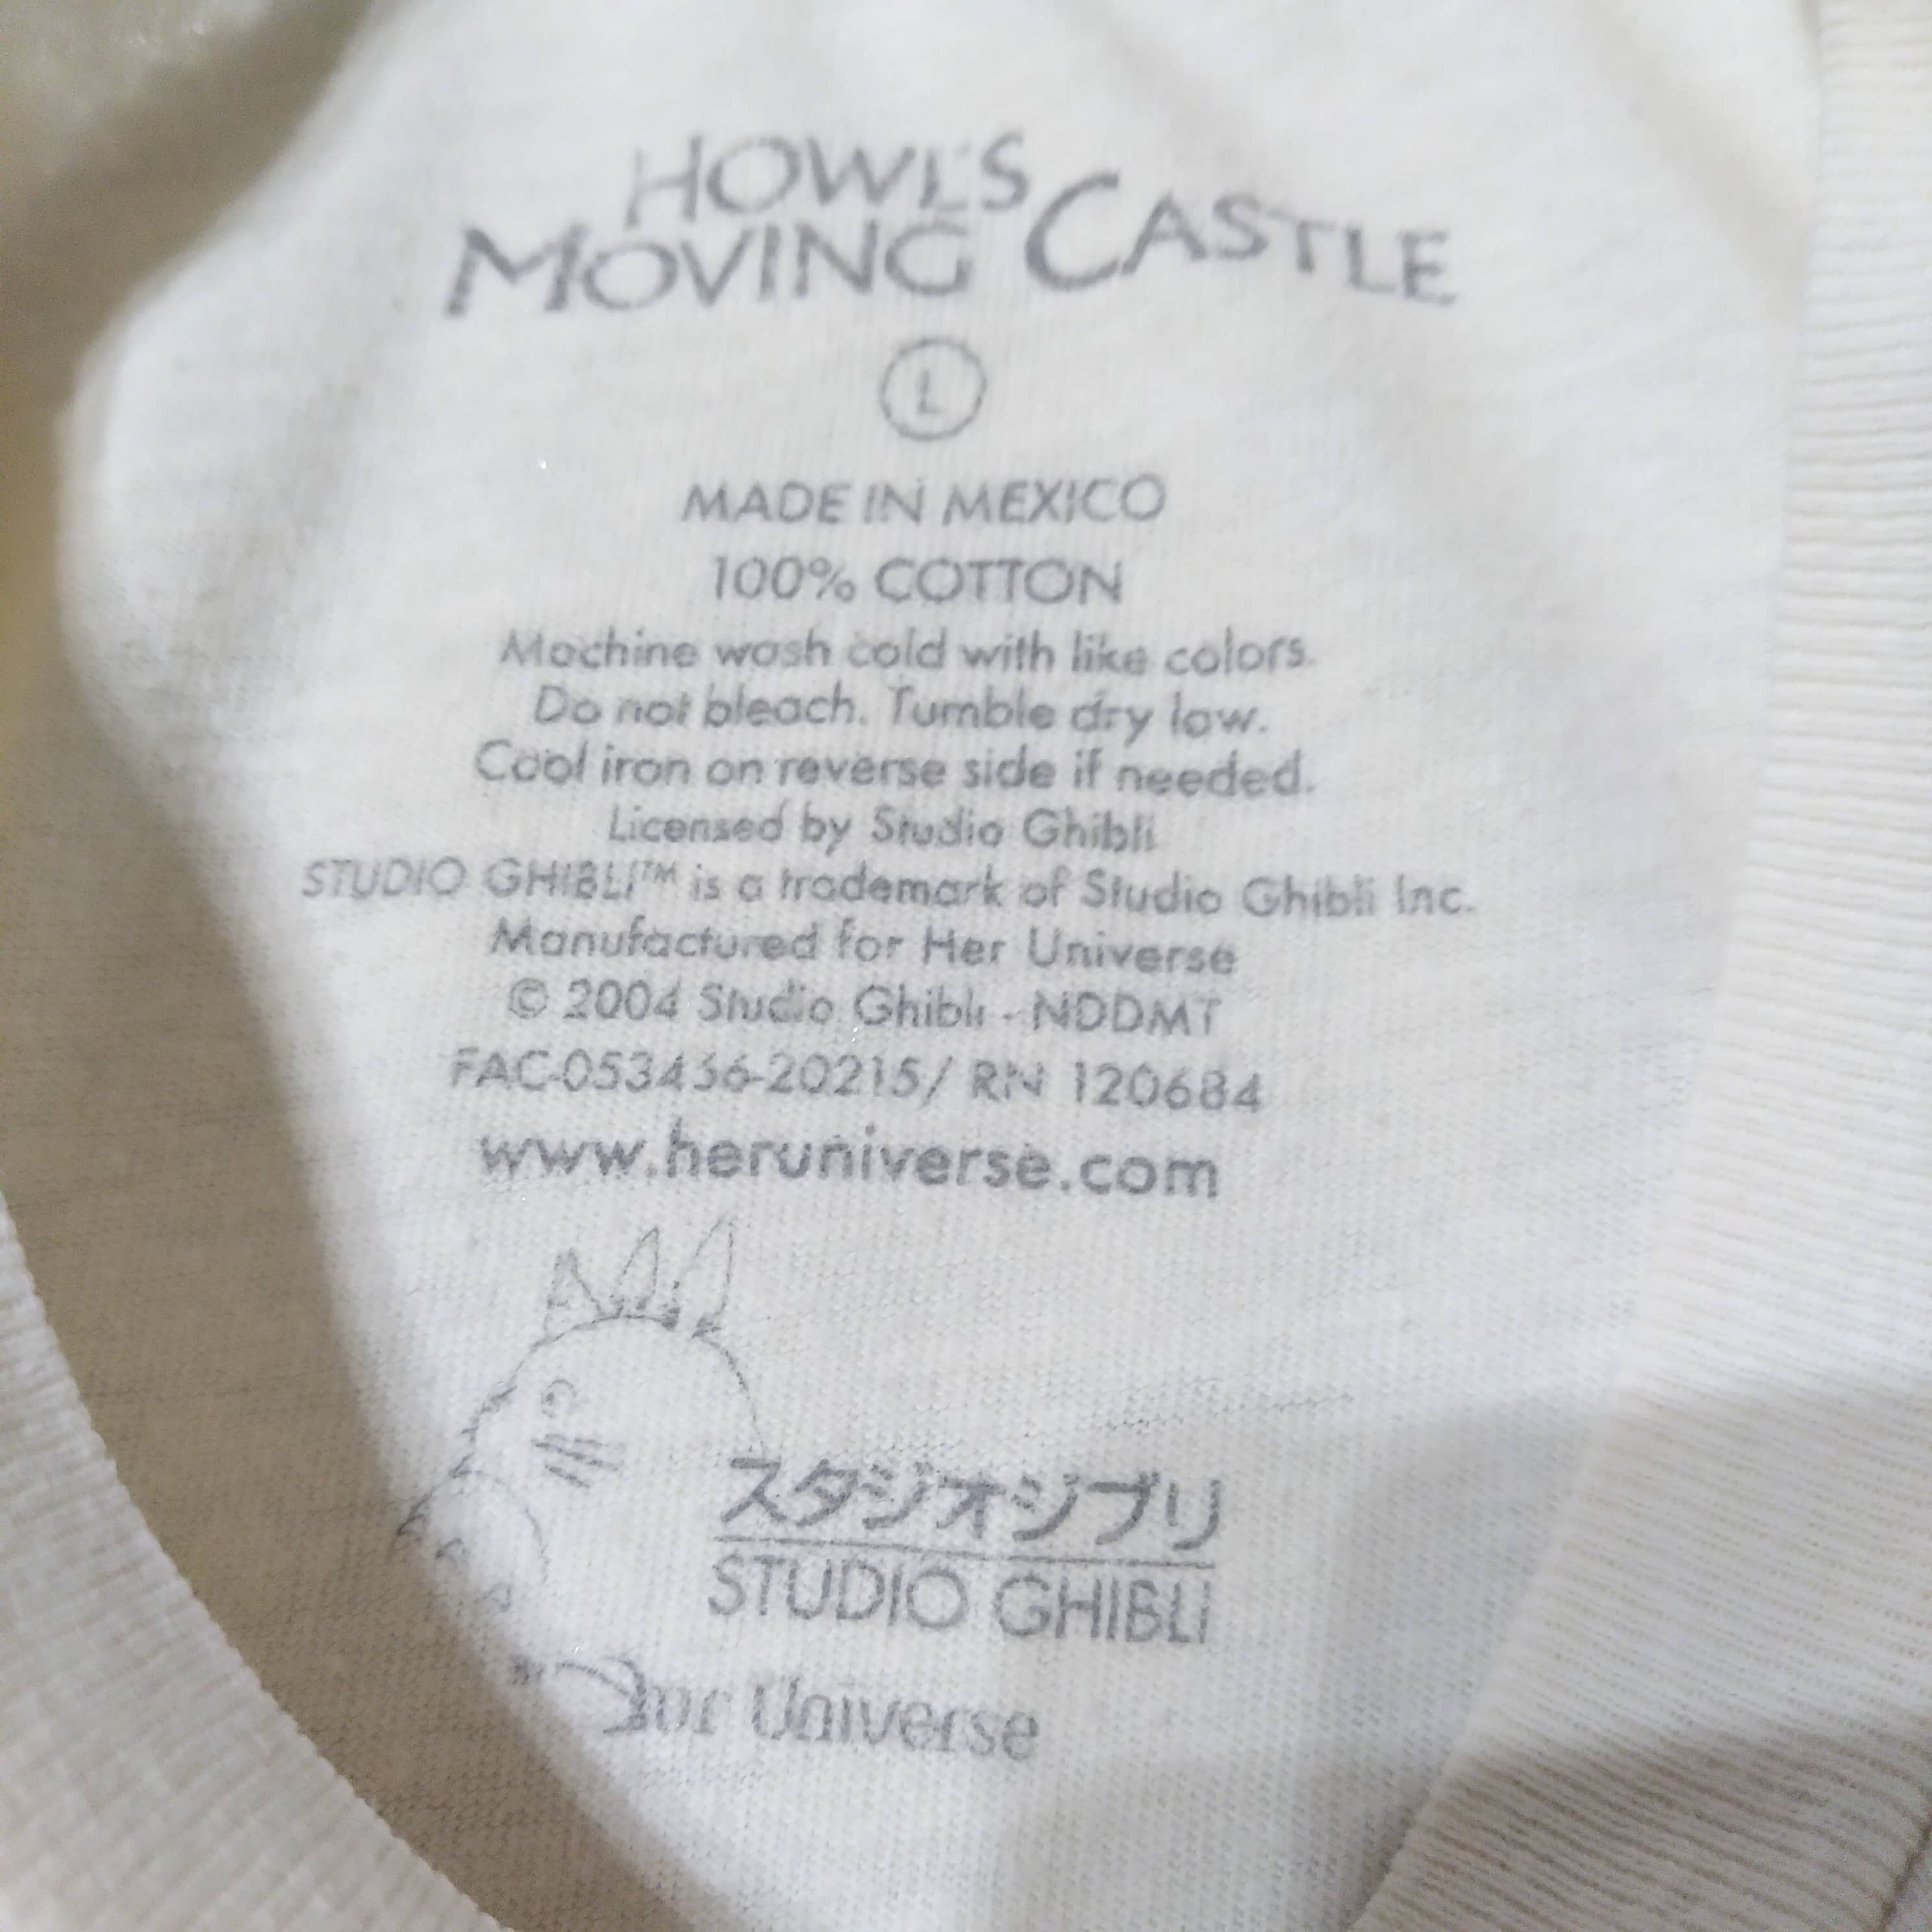 HOWL'S
MOVING CASTLE
L
MADE IN MEXICO
100% COTTON
Machine wash cold with like colors.
Do not bleach. Tumble dry low.
Cool iron on reverse side if needed.
Licensed by Studio Ghibli
STUDIO GHIBLI™ is a trademark of Studio Ghibli Inc.
Manufactured for Her Universe
© 2004 Studio Ghibli - NDDMT
FAC-053436-20215/ RN 120684
www.heruniverse.com
スタジオジブリ
STUDIO GHIBLI
Her Universe